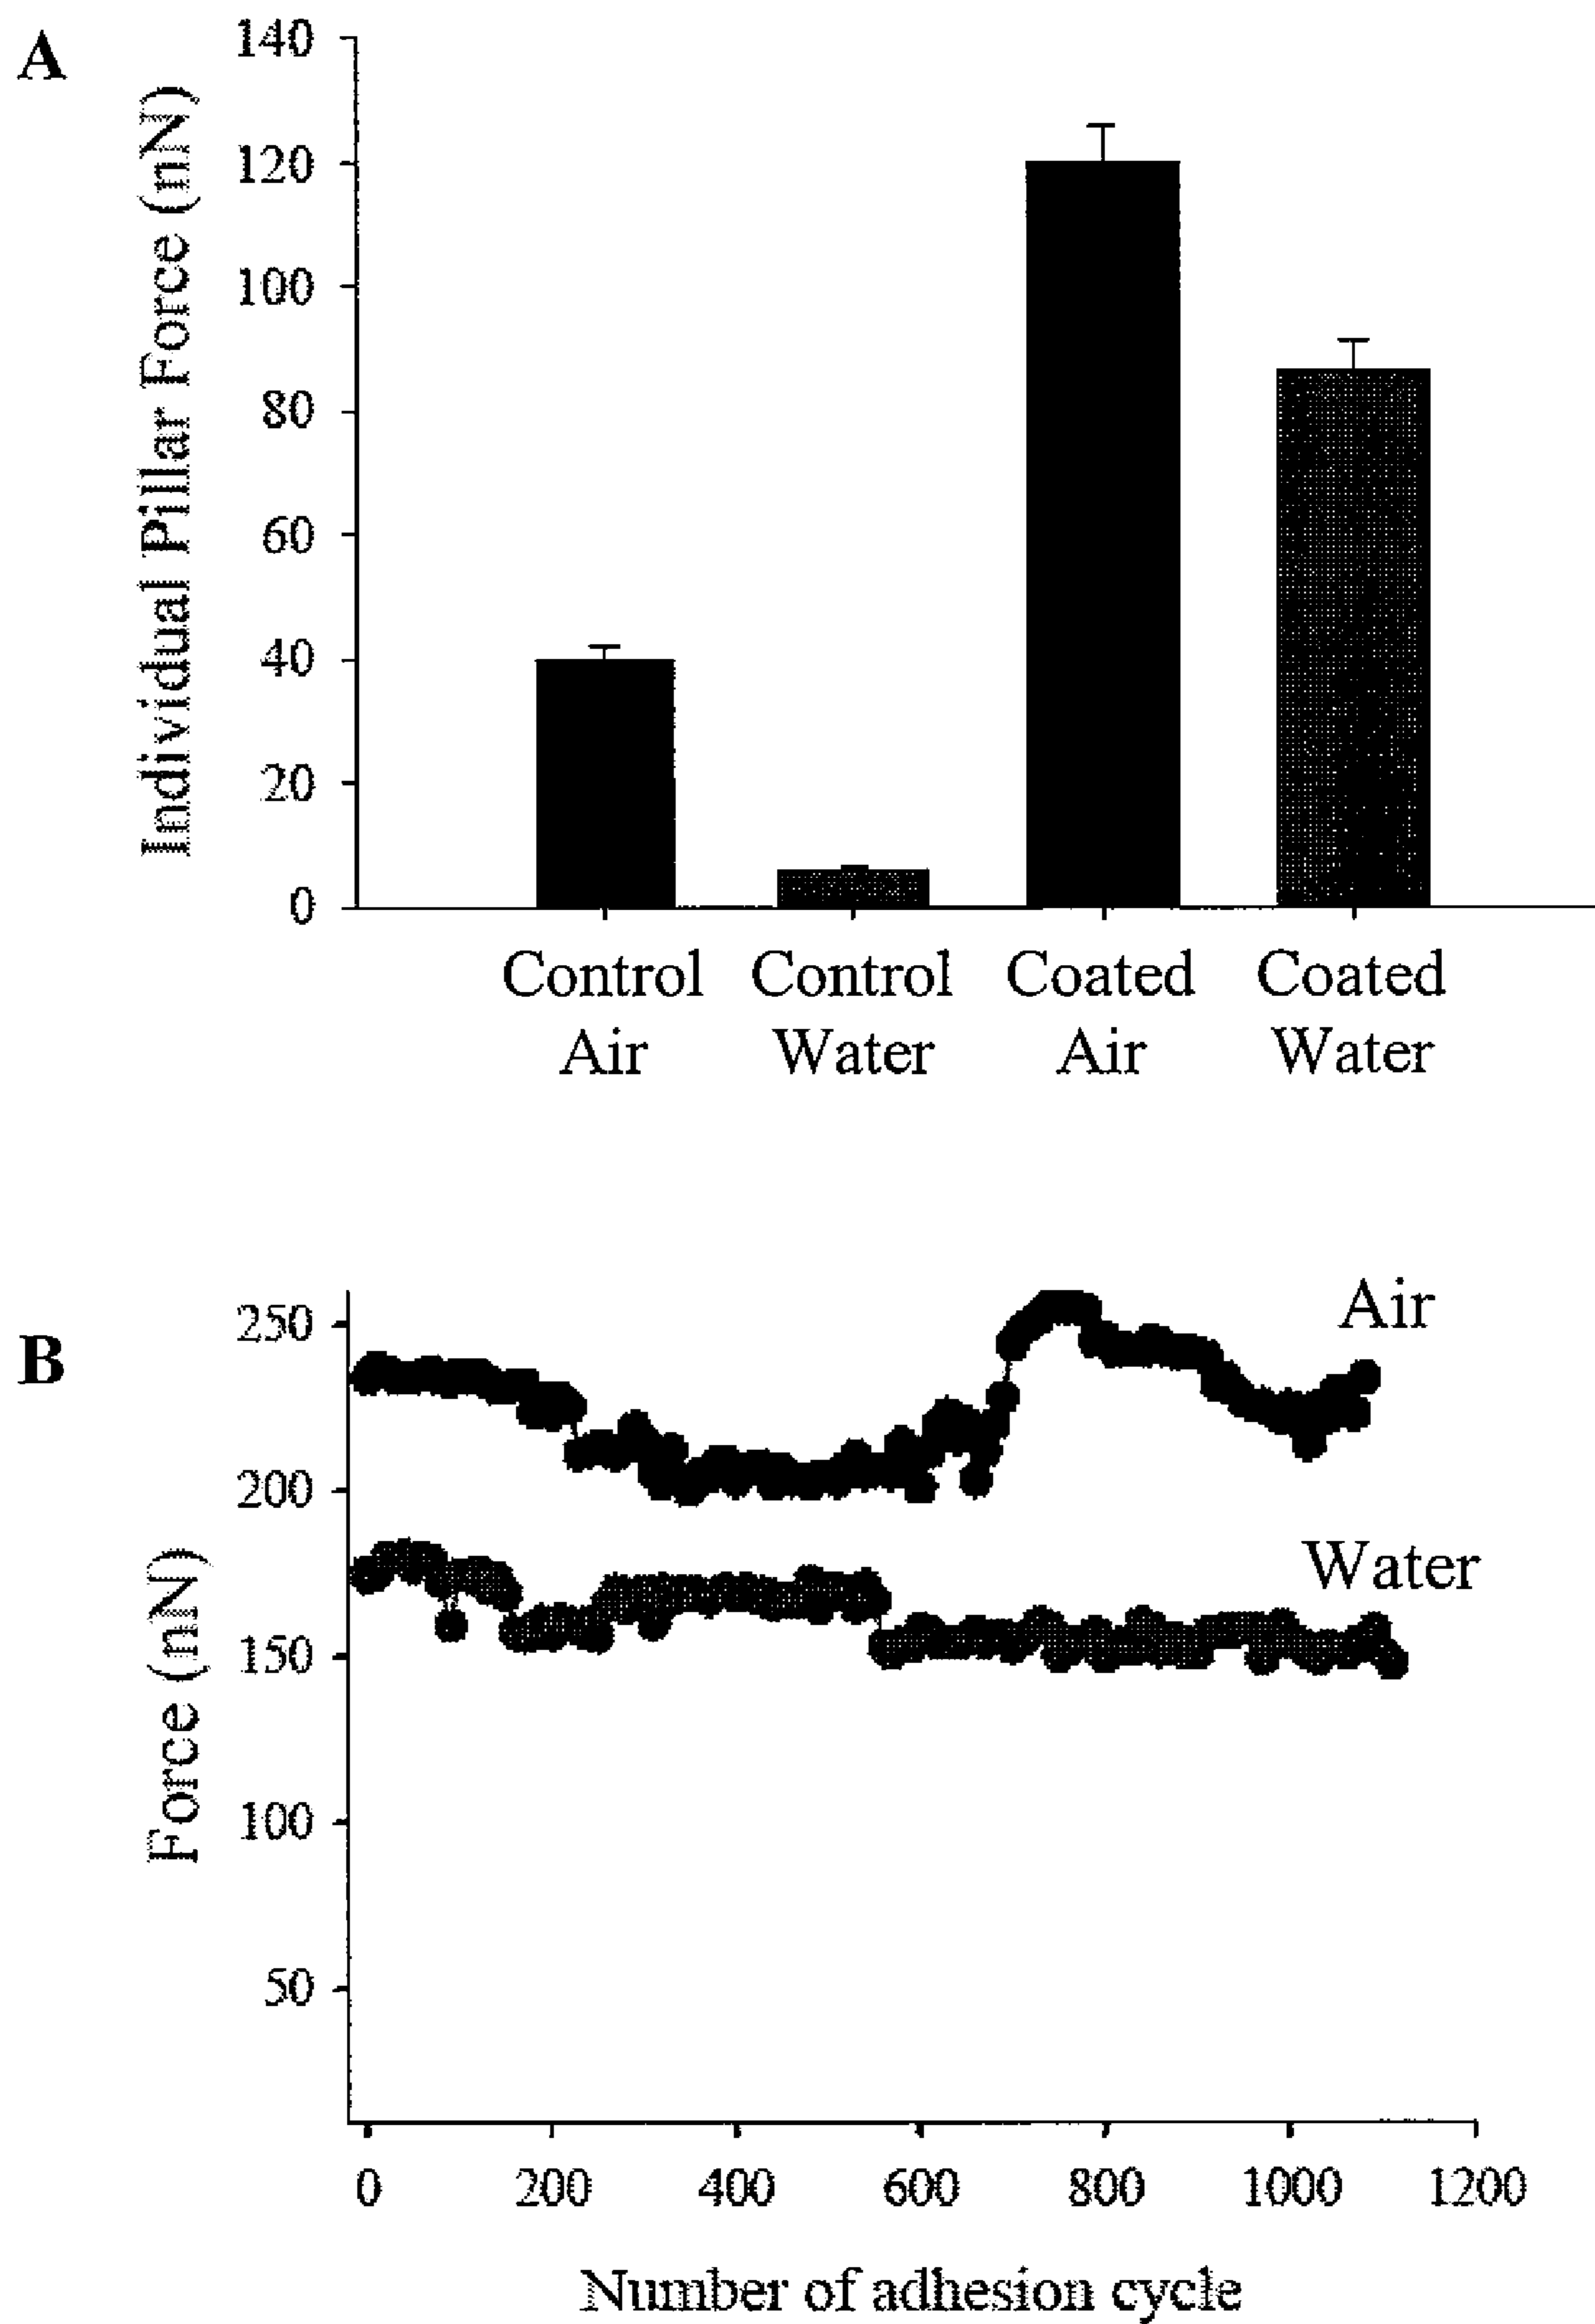 A
Individual Pillar Force (nN)
140
120
100
80
60
40
20
0
Control Air
Control Water
Coated Air
Coated Water
B
Force (nN)
250
200
150
100
50
Air
Water
0 200 400 600 800 1000 1200
Number of adhesion cycle